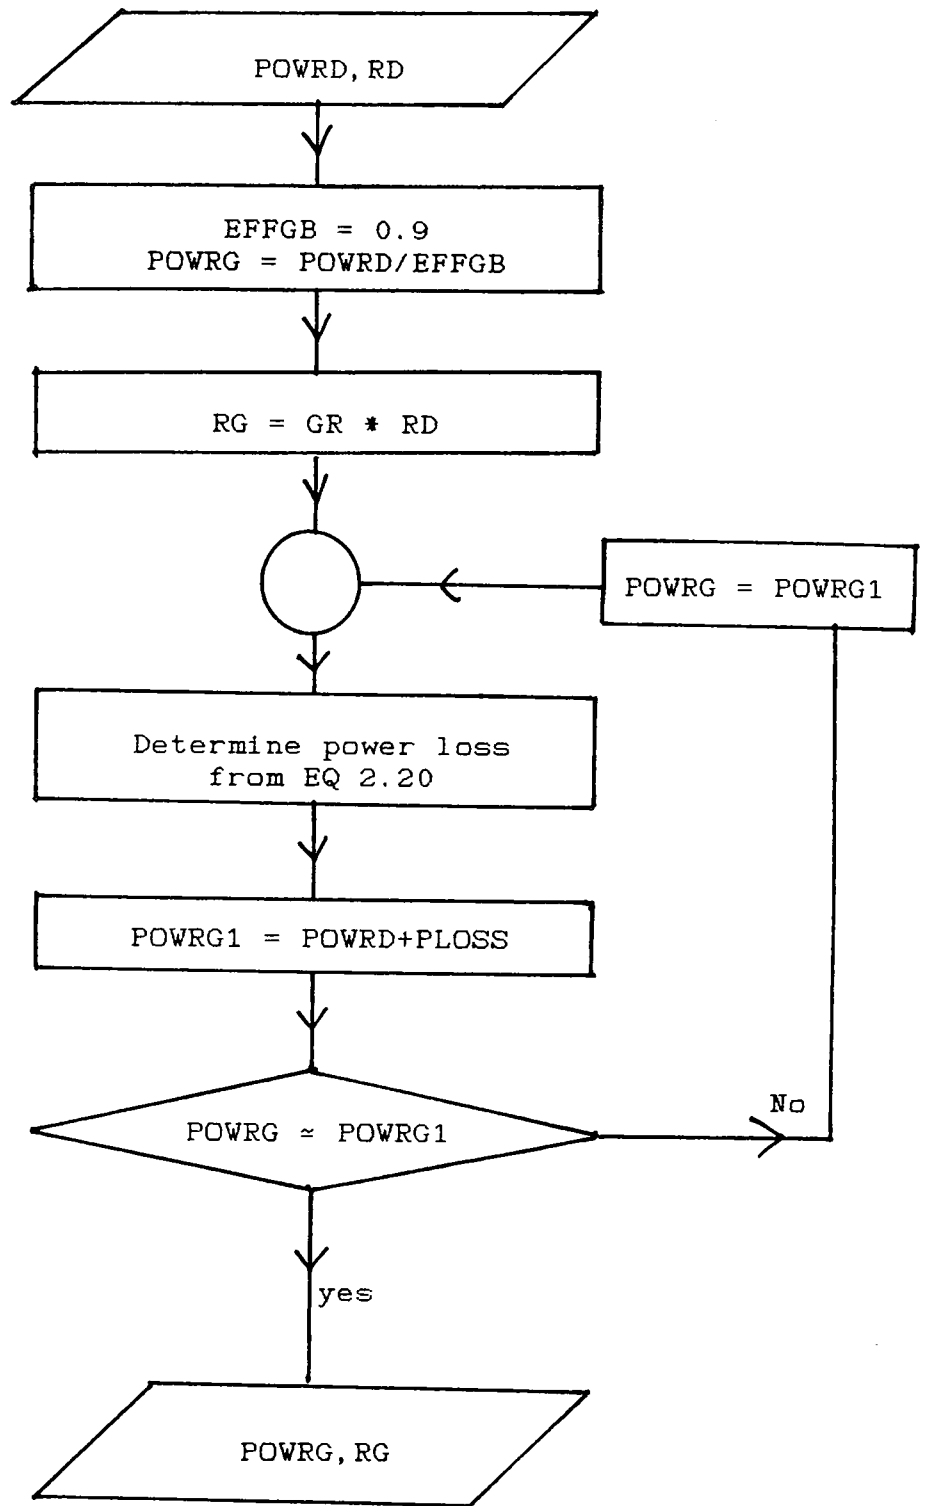 POWRD,RD
EFFGB = 0.9
POWRG = POWRD/EFFGB
RG = GR * RD
POWRG = POWRG1
Determine power loss
from EQ 2.20
POWRG1 = POWRD+PLOSS
No
POWRG ≃ POWRG1
yes
POWRG,RG